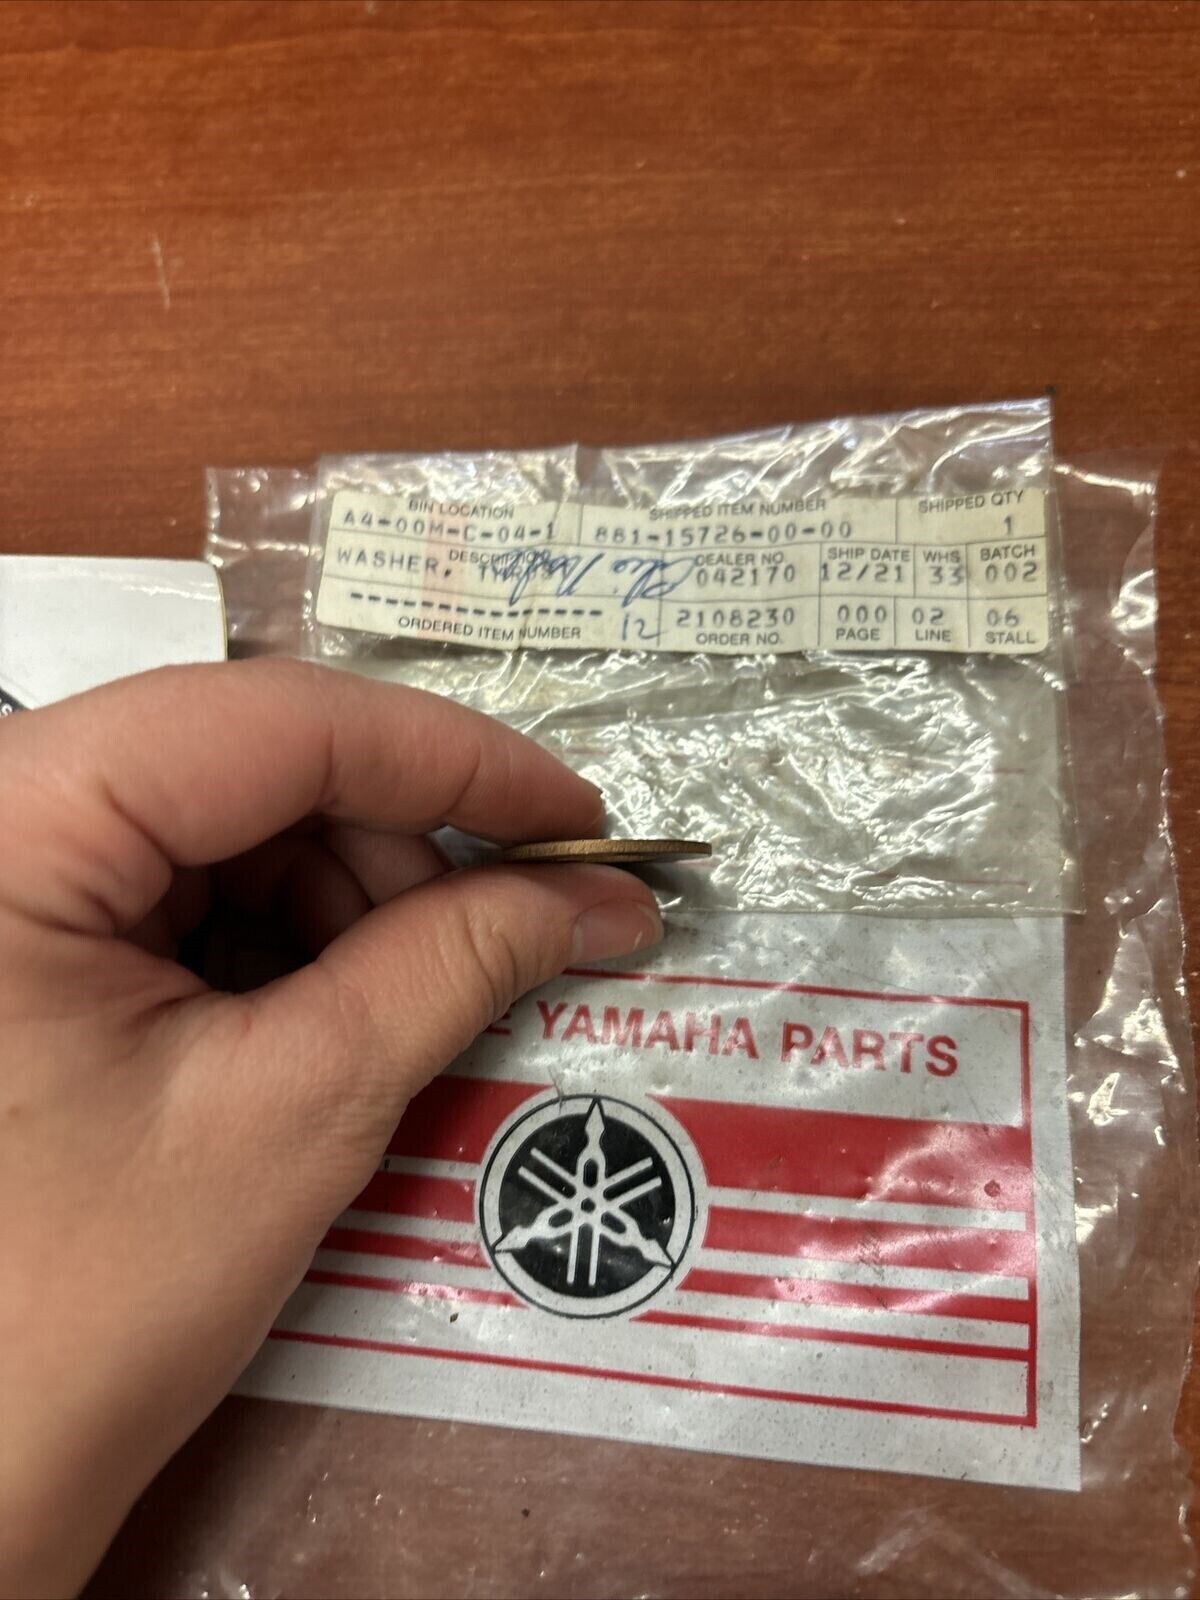 BIN LOCATION SHIPPED ITEM NUMBER SHIPPED QTY
A4-00M-C-04-1 881-15726-00-00 1
DESCRIPTION DEALER NO. SHIP DATE WHS BATCH
WASHER, 042170 12/21 33 002
------------------ 12 2108230 000 02 06
ORDERED ITEM NUMBER ORDER NO. PAGE LINE STALL
YAMAHA PARTS